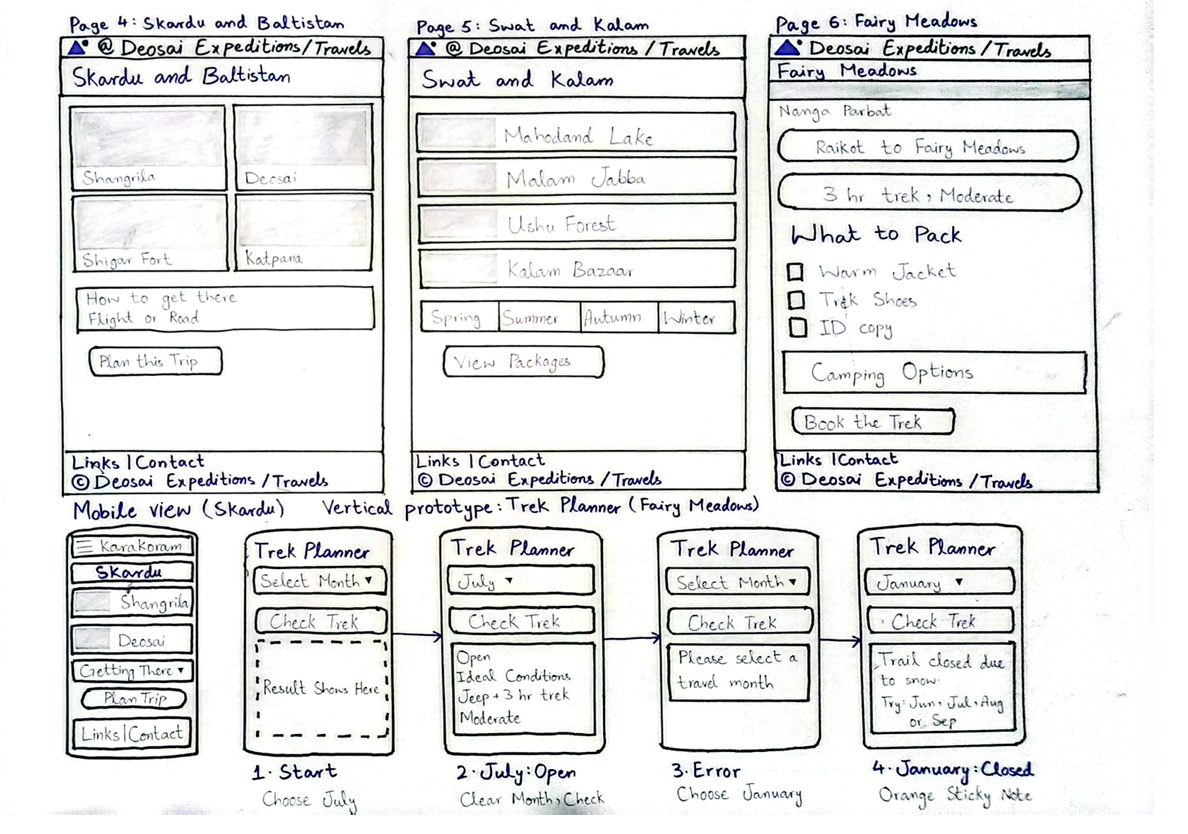 Page 4: Skardu and Baltistan
@ Deosai Expeditions/Travels
Skardu and Baltistan
Shangrila
Deosai
Shigar Fort
Katpana
How to get there
Flight or Road
Plan this Trip
Links | Contact
© Deosai Expeditions/Travels
Page 5: Swat and Kalam
@ Deosai Expeditions/Travels
Swat and Kalam
Mahodand Lake
Malam Jabba
Ushu Forest
Kalam Bazaar
Spring Summer Autumn Winter
View Packages
Links | Contact
© Deosai Expeditions/Travels
Page 6: Fairy Meadows
Deosai Expeditions/Travels
Fairy Meadows
Nanga Parbat
Raikot to Fairy Meadows
3 hr trek, Moderate
What to Pack
Warm Jacket
Trek Shoes
ID copy
Camping Options
Book the Trek
Links | Contact
© Deosai Expeditions/Travels
Mobile view (Skardu)
Karakoram
Skardu
Shangrila
Deosai
Getting There ▾
Plan Trip
Links | Contact
Vertical prototype: Trek Planner (Fairy Meadows)
Trek Planner
Select Month ▾
Check Trek
Result Shows Here
1. Start
Choose July
Trek Planner
July ▾
Check Trek
Open
Ideal Conditions
Jeep + 3 hr trek
Moderate
2. July: Open
Clear Month, Check
Trek Planner
Select Month ▾
Check Trek
Please select a
travel month
3. Error
Choose January
Trek Planner
January ▾
Check Trek
Trail closed due
to snow.
Try: Jun, Jul, Aug
or Sep
4. January: Closed
Orange Sticky Note